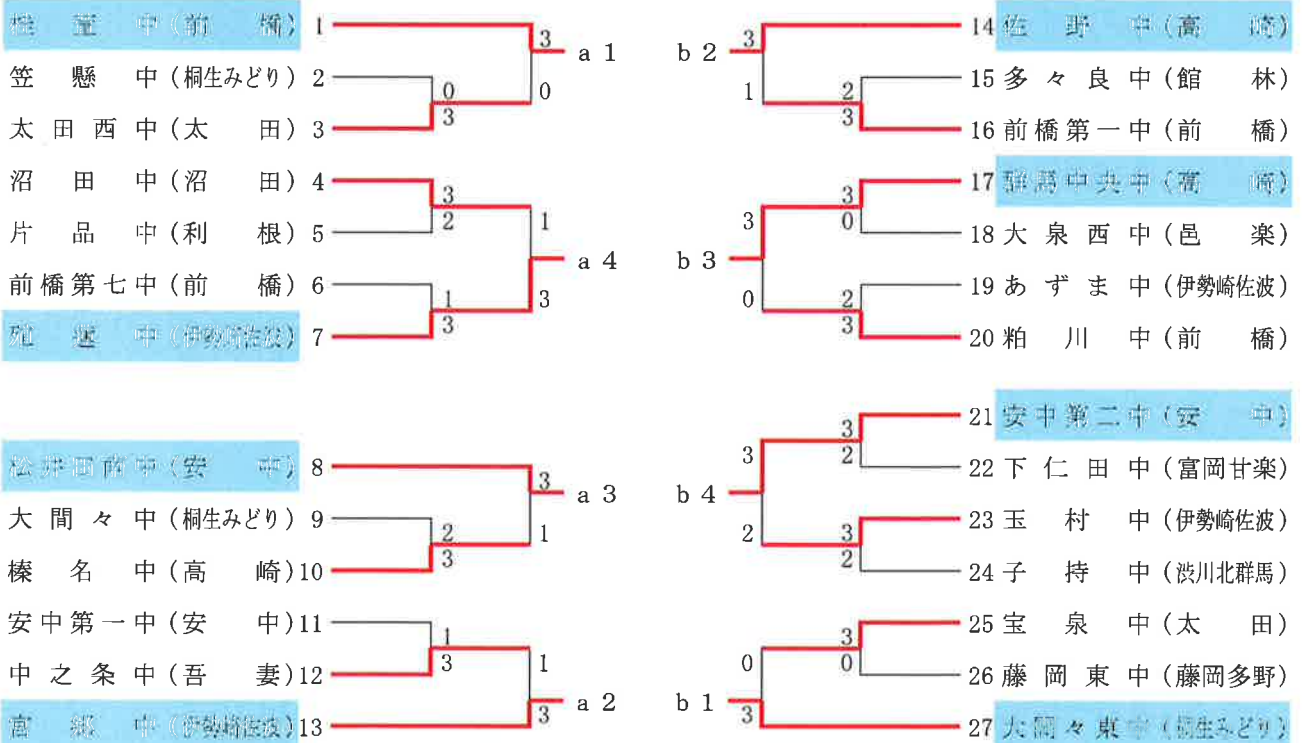 桂萱中(前橋) 1
笠懸中(桐生みどり) 2
太田西中(太田) 3
沼田中(沼田) 4
片品中(利根) 5
前橋第七中(前橋) 6
殖蓮中(伊勢崎佐波) 7
3
0
0
3
a 1
3
2
1
3
1
3
a 4
松井田南中(安中) 8
大間々中(桐生みどり) 9
榛名中(高崎) 10
安中第一中(安中) 11
中之条中(吾妻) 12
宮郷中(伊勢崎佐波) 13
3
1
2
3
a 3
1
3
1
3
a 2
b 2
3
1
2
3
14 佐野中(高崎)
15 多々良中(館林)
16 前橋第一中(前橋)
b 3
3
0
3
0
2
3
17 群馬中央中(高崎)
18 大泉西中(邑楽)
19 あずま中(伊勢崎佐波)
20 粕川中(前橋)
b 4
3
2
3
2
3
2
21 安中第二中(安中)
22 下仁田中(富岡甘楽)
23 玉村中(伊勢崎佐波)
24 子持中(渋川北群馬)
b 1
0
3
3
0
25 宝泉中(太田)
26 藤岡東中(藤岡多野)
27 大間々東中(桐生みどり)